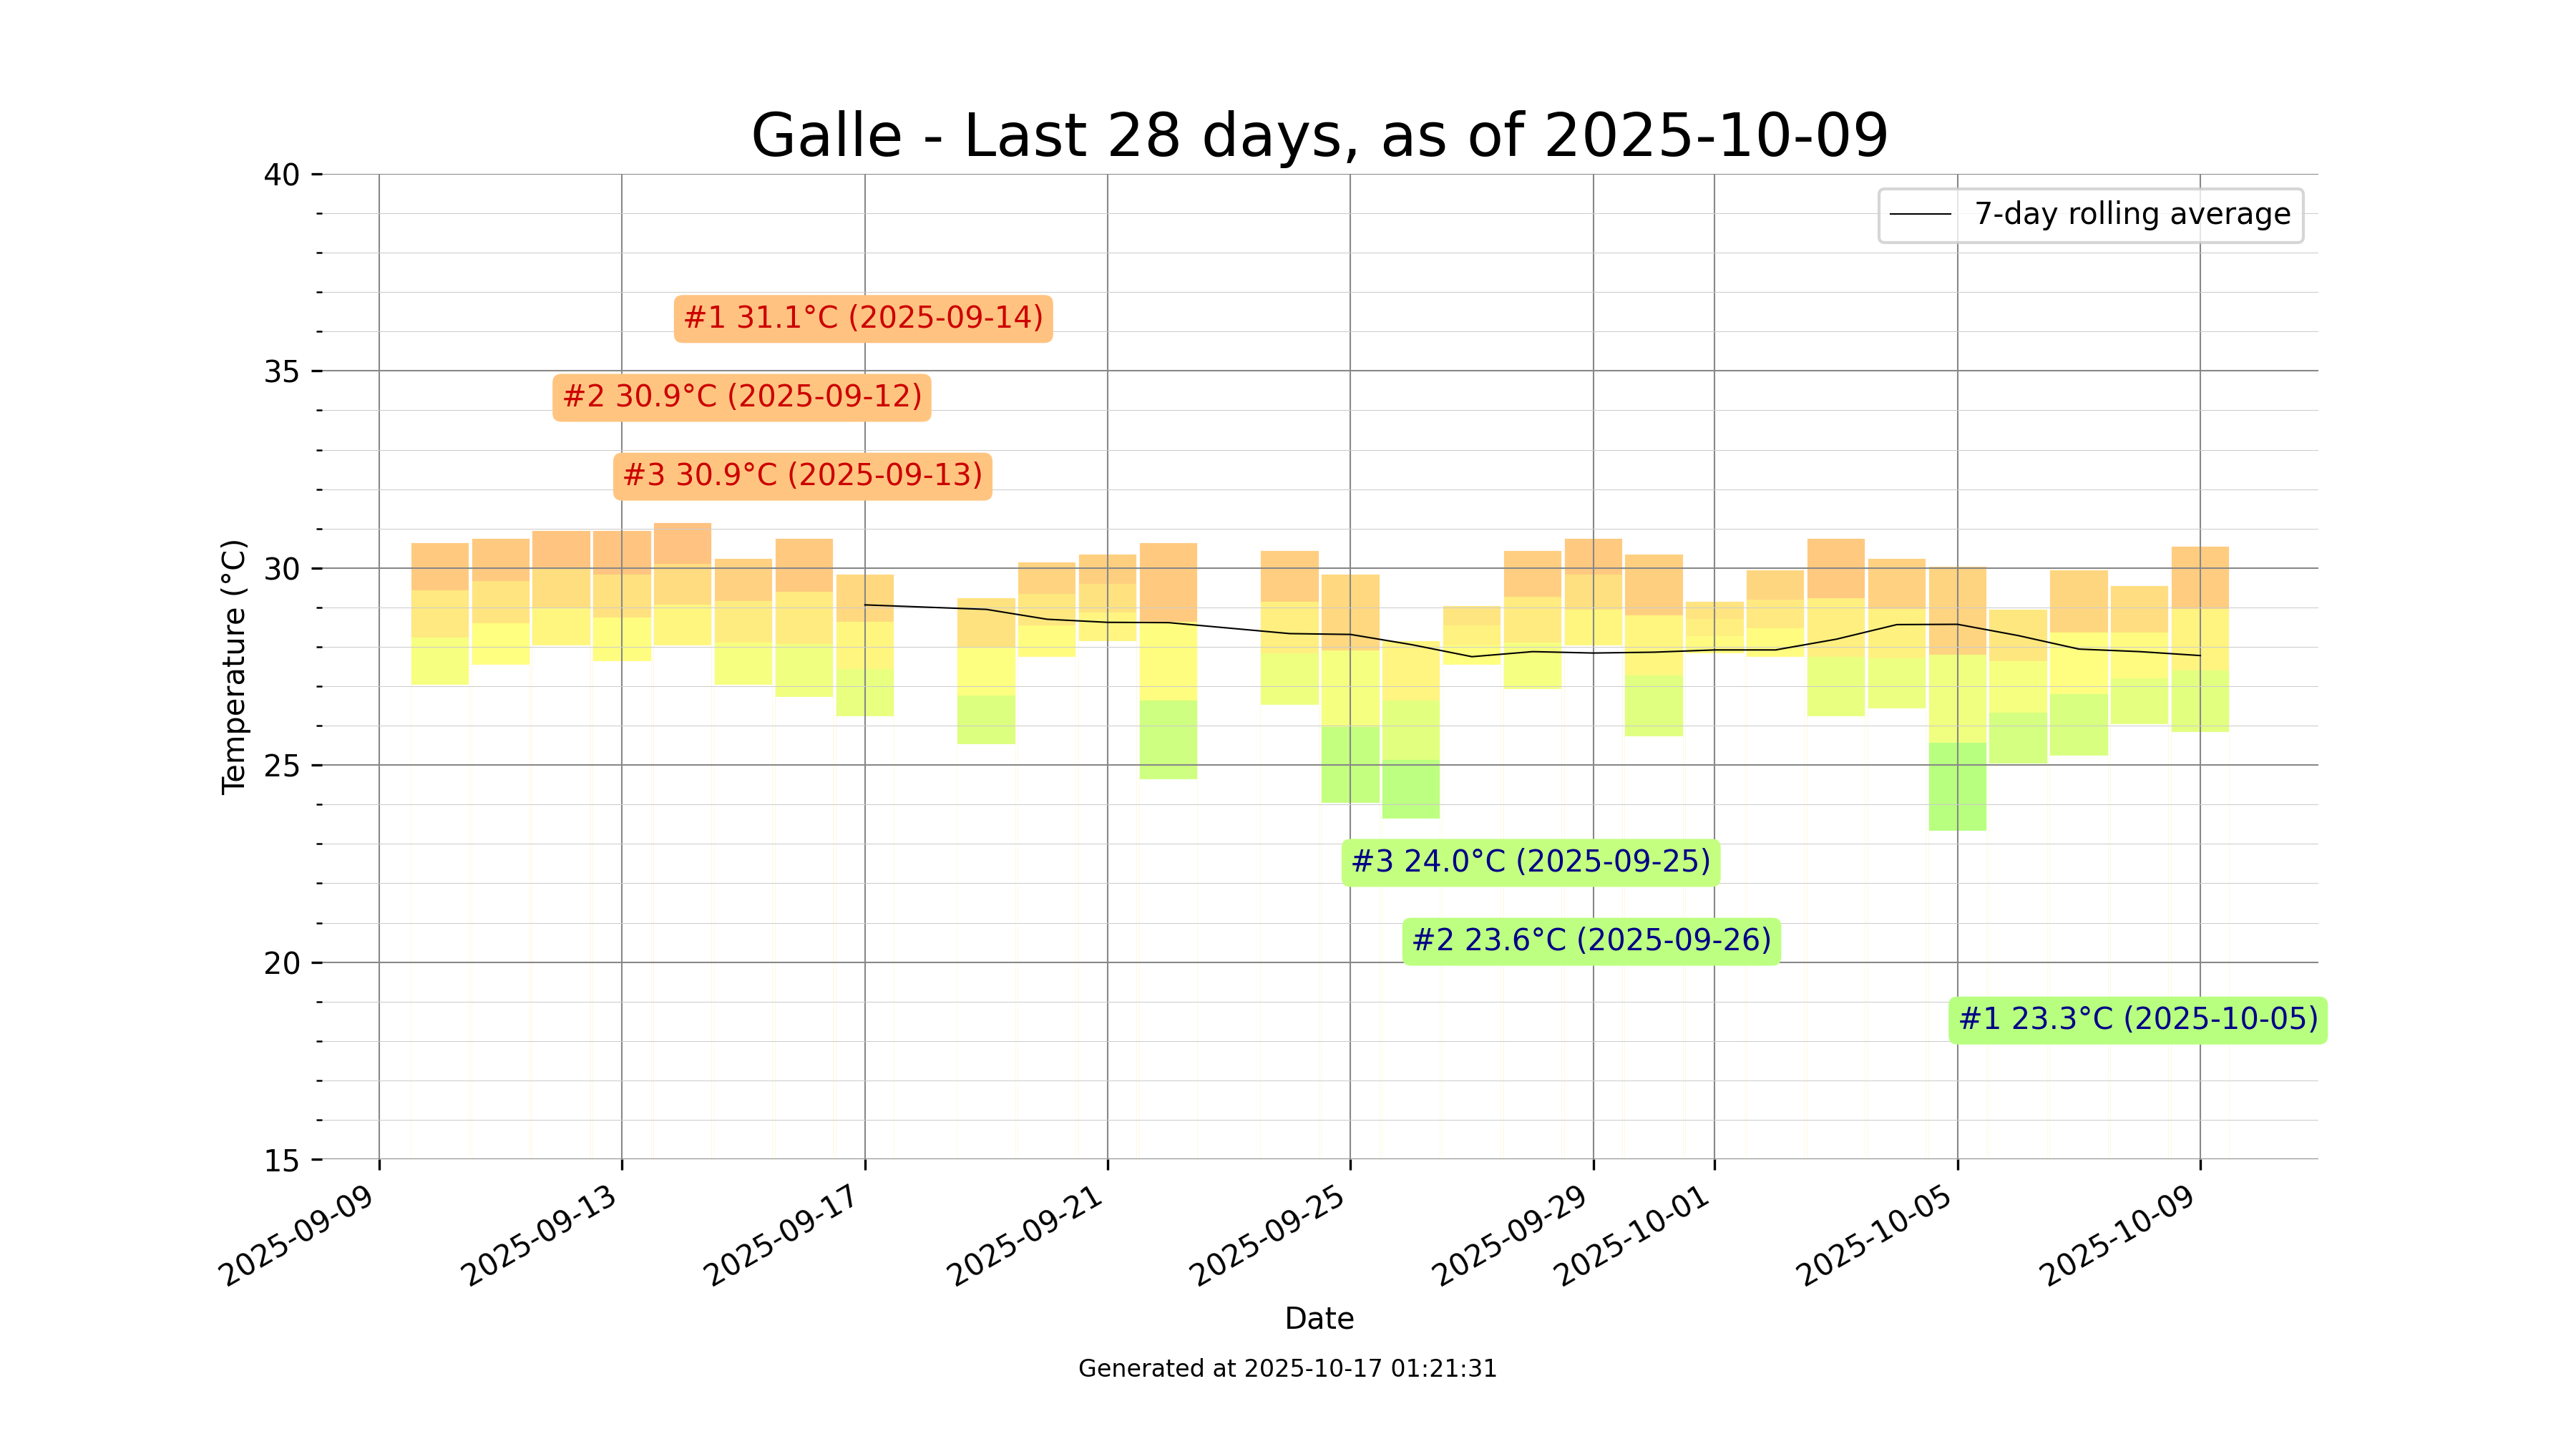 Galle - Last 28 days, as of 2025-10-09
7-day rolling average
40
35
30
25
20
15
Temperature (°C)
#1 31.1°C (2025-09-14)
#2 30.9°C (2025-09-12)
#3 30.9°C (2025-09-13)
#3 24.0°C (2025-09-25)
#2 23.6°C (2025-09-26)
#1 23.3°C (2025-10-05)
2025-09-09
2025-09-13
2025-09-17
2025-09-21
2025-09-25
2025-09-29
2025-10-01
2025-10-05
2025-10-09
Date
Generated at 2025-10-17 01:21:31